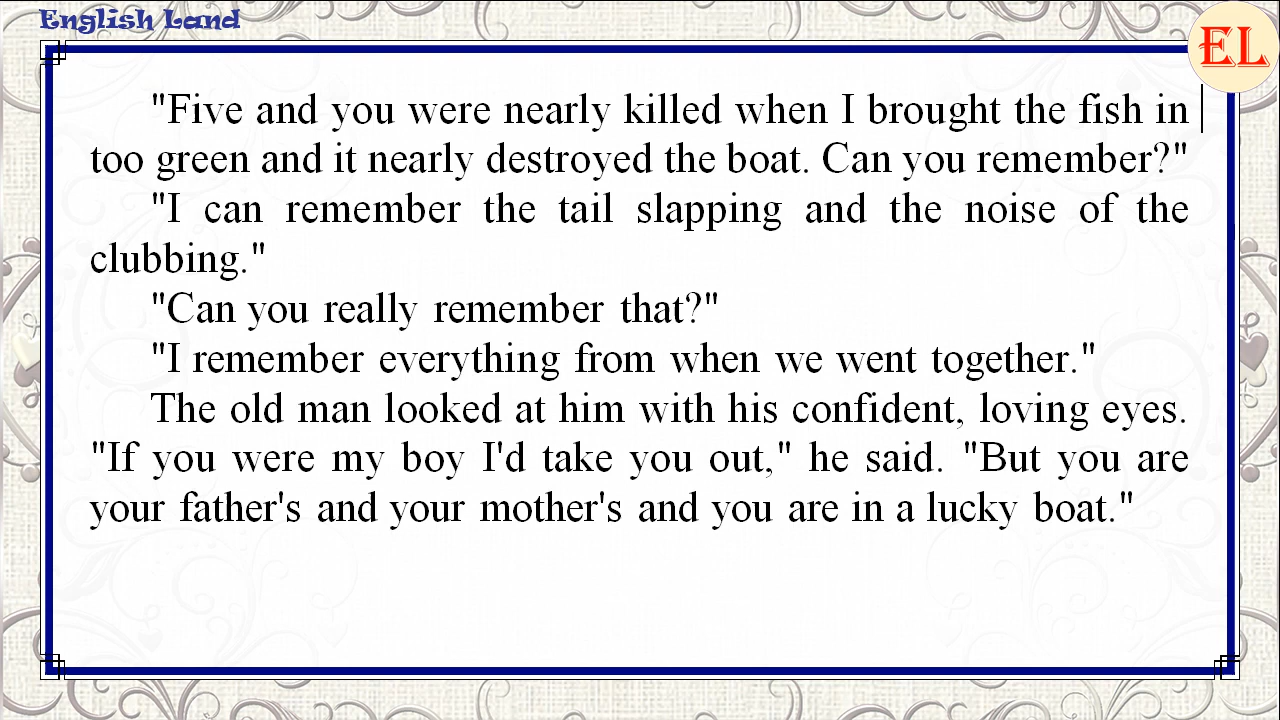 English Land
EL
"Five and you were nearly killed when I brought the fish in
too green and it nearly destroyed the boat. Can you remember?"
"I can remember the tail slapping and the noise of the
clubbing."
"Can you really remember that?"
"I remember everything from when we went together."
The old man looked at him with his confident, loving eyes.
"If you were my boy I'd take you out," he said. "But you are
your father's and your mother's and you are in a lucky boat."